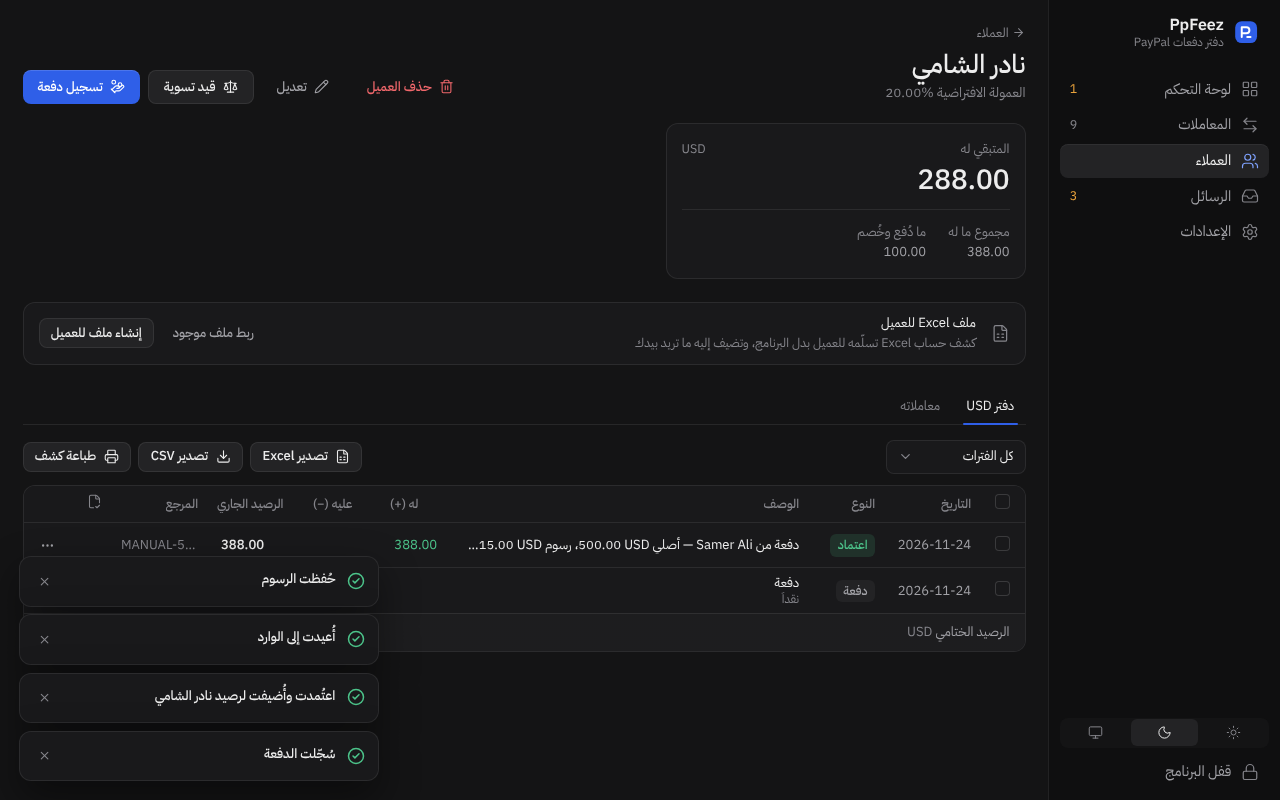 PpFeez
دفتر دفعات PayPal
لوحة التحكم 1
المعاملات 9
العملاء
الرسائل 3
الإعدادات
قفل البرنامج
العملاء
نادر الشامي
العمولة الافتراضية %20.00
حذف العميل
تعديل
قيد تسوية
تسجيل دفعة
المتبقي له USD
288.00
مجموع ما له ما دُفع وخُصم
388.00 100.00
ملف Excel للعميل
كشف حساب Excel تسلّمه للعميل بدل البرنامج، وتضيف إليه ما تريد بيدك
ربط ملف موجود
إنشاء ملف للعميل
دفتر USD معاملاته
كل الفترات
تصدير Excel
تصدير CSV
طباعة كشف
التاريخ النوع الوصف له (+) عليه (−) الرصيد الجاري المرجع
2026-11-24 اعتماد دفعة من Samer Ali — أصلي 500.00 USD، رسوم 15.00 USD... 388.00 388.00 MANUAL-5...
2026-11-24 دفعة دفعة
نقداً
الرصيد الختامي USD
حُفظت الرسوم
أُعيدت إلى الوارد
اعتُمدت وأُضيفت لرصيد نادر الشامي
سُجّلت الدفعة